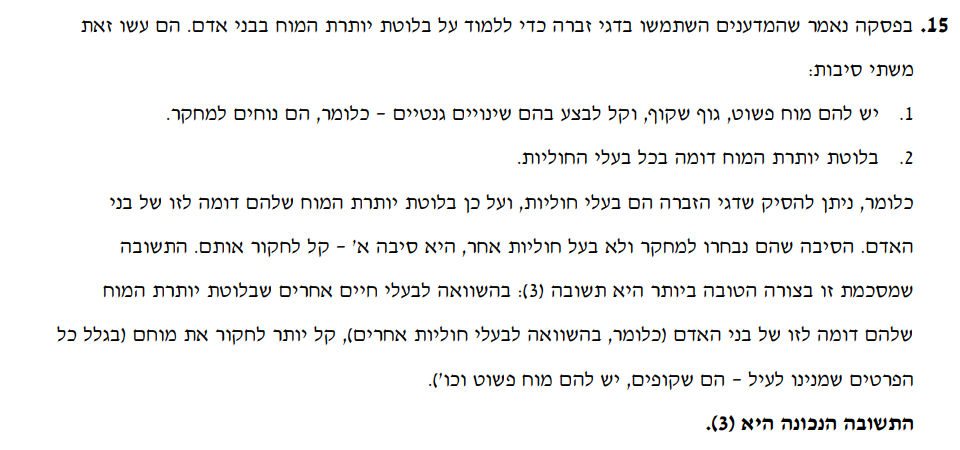 15. בפסקה נאמר שהמדענים השתמשו בדגי זברה כדי ללמוד על בלוטת יותרת המוח בבני אדם. הם עשו זאת
משתי סיבות:
1. יש להם מוח פשוט, גוף שקוף, וקל לבצע בהם שינויים גנטיים – כלומר, הם נוחים למחקר.
2. בלוטת יותרת המוח דומה בכל בעלי החוליות.
כלומר, ניתן להסיק שדגי הזברה הם בעלי חוליות, ועל כן בלוטת יותרת המוח שלהם דומה לזו של בני
האדם. הסיבה שהם נבחרו למחקר ולא בעל חוליות אחר, היא סיבה א' – קל לחקור אותם. התשובה
שמסכמת זו בצורה הטובה ביותר היא תשובה (3): בהשוואה לבעלי חיים אחרים שבלוטת יותרת המוח
שלהם דומה לזו של בני האדם (כלומר, בהשוואה לבעלי חוליות אחרים), קל יותר לחקור את מוחם (בגלל כל
הפרטים שמנינו לעיל – הם שקופים, יש להם מוח פשוט וכו').
התשובה הנכונה היא (3).